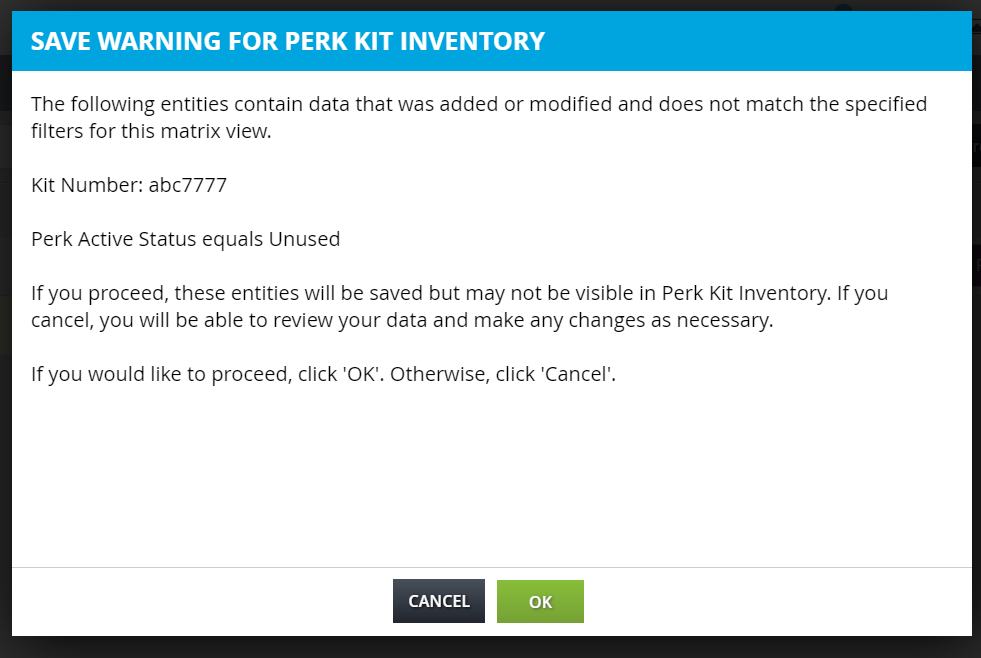 SAVE WARNING FOR PERK KIT INVENTORY
The following entities contain data that was added or modified and does not match the specified
filters for this matrix view.
Kit Number: abc7777
Perk Active Status equals Unused
If you proceed, these entities will be saved but may not be visible in Perk Kit Inventory. If you
cancel, you will be able to review your data and make any changes as necessary.
If you would like to proceed, click 'OK'. Otherwise, click 'Cancel'.
CANCEL
OK